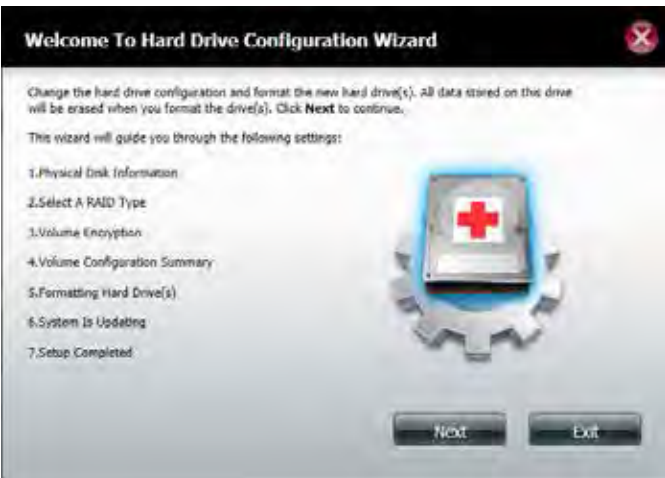 Welcome To Hard Drive Configuration Wizard
Change the hard drive configuration and format the new hard drive(s). All data stored on this drive
will be erased when you format the drive(s). Click Next to continue.
This wizard will guide you through the following settings:
1.Physical Disk Information
2.Select A RAID Type
3.Volume Encryption
4.Volume Configuration Summary
5.Formatting Hard Drive(s)
6.System Is Updating
7.Setup Completed
Next
Exit